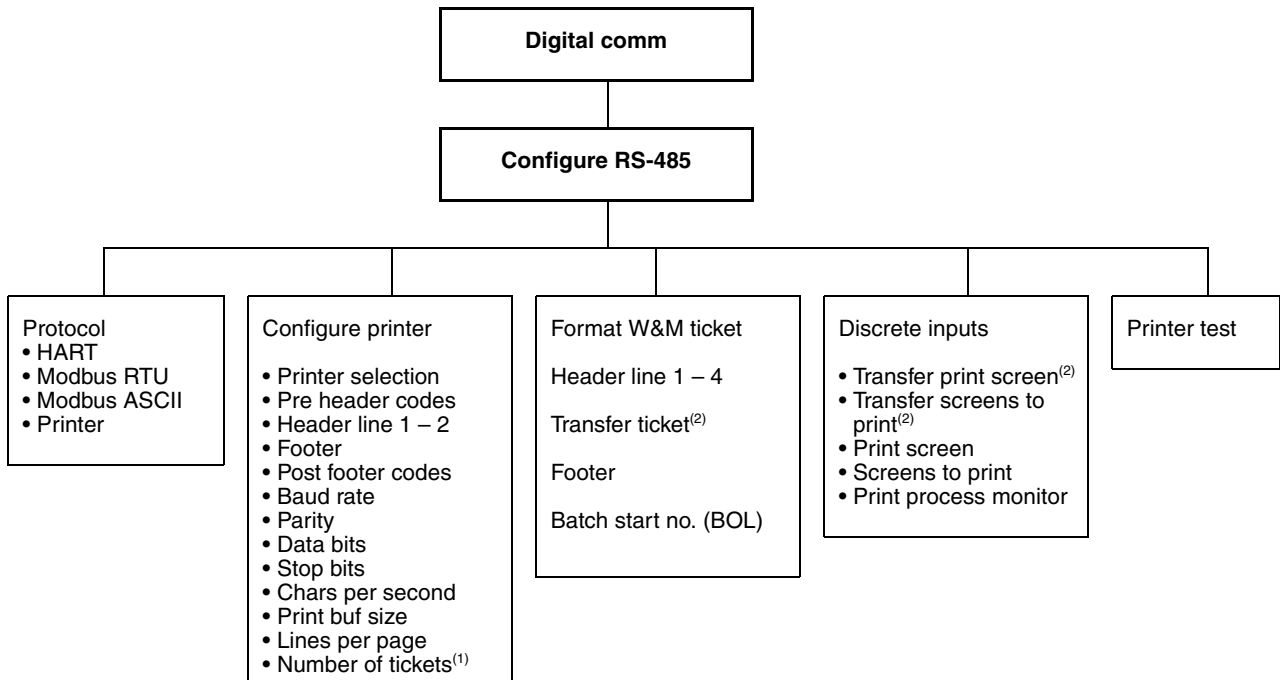 Digital comm
Configure RS-485
Protocol
• HART
• Modbus RTU
• Modbus ASCII
• Printer
Configure printer
• Printer selection
• Pre header codes
• Header line 1 – 2
• Footer
• Post footer codes
• Baud rate
• Parity
• Data bits
• Stop bits
• Chars per second
• Print buf size
• Lines per page
• Number of tickets(1)
Format W&M ticket
Header line 1 – 4
Transfer ticket(2)
Footer
Batch start no. (BOL)
Discrete inputs
• Transfer print screen(2)
• Transfer screens to
print(2)
• Print screen
• Screens to print
• Print process monitor
Printer test